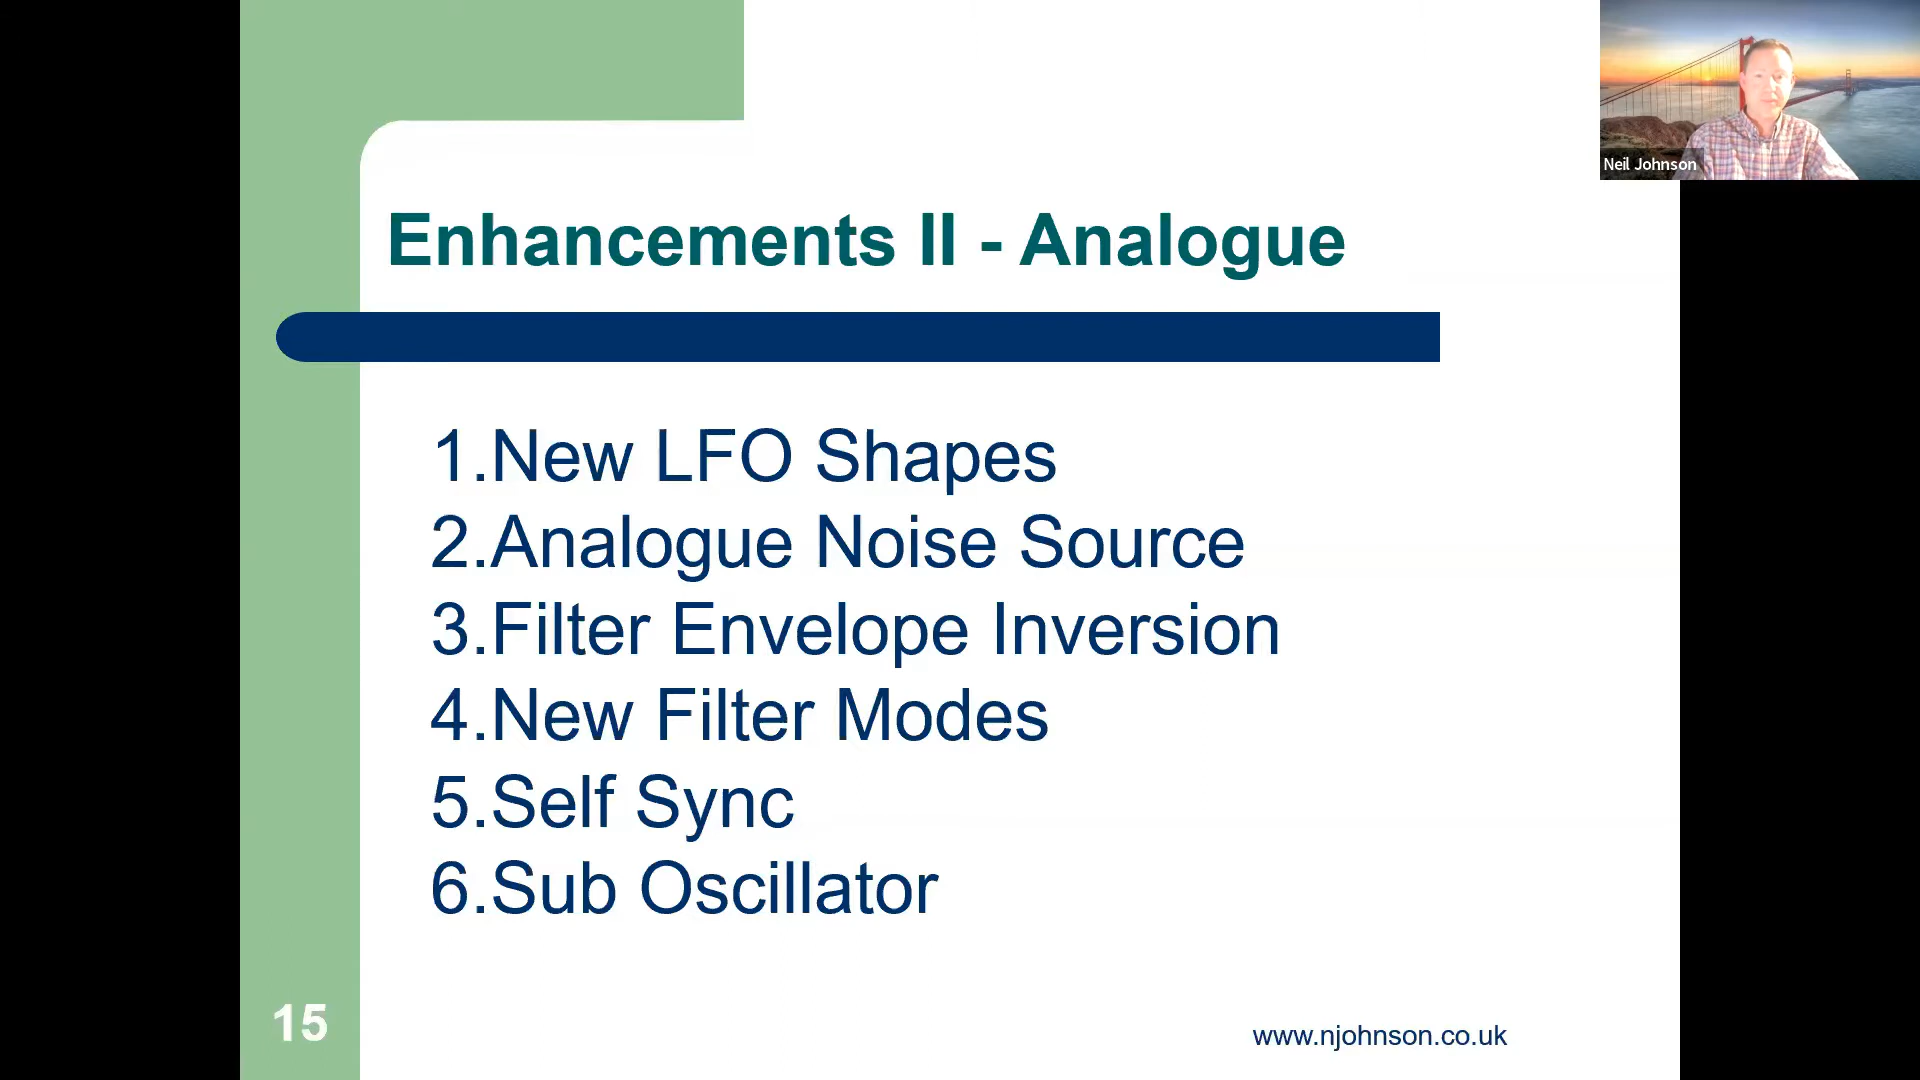 Neil Johnson
Enhancements II - Analogue
1.New LFO Shapes
2.Analogue Noise Source
3.Filter Envelope Inversion
4.New Filter Modes
5.Self Sync
6.Sub Oscillator
15
www.njohnson.co.uk